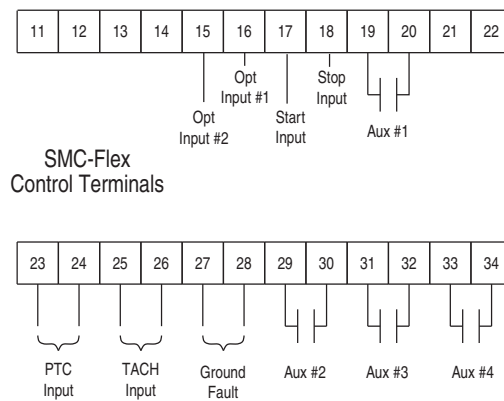 11 12 13 14 15 16 17 18 19 20 21 22
Opt
Input #1
Stop
Input
Opt
Input #2
Start
Input
Aux #1
SMC-Flex
Control Terminals
23 24 25 26 27 28 29 30 31 32 33 34
PTC
Input
TACH
Input
Ground
Fault
Aux #2
Aux #3
Aux #4